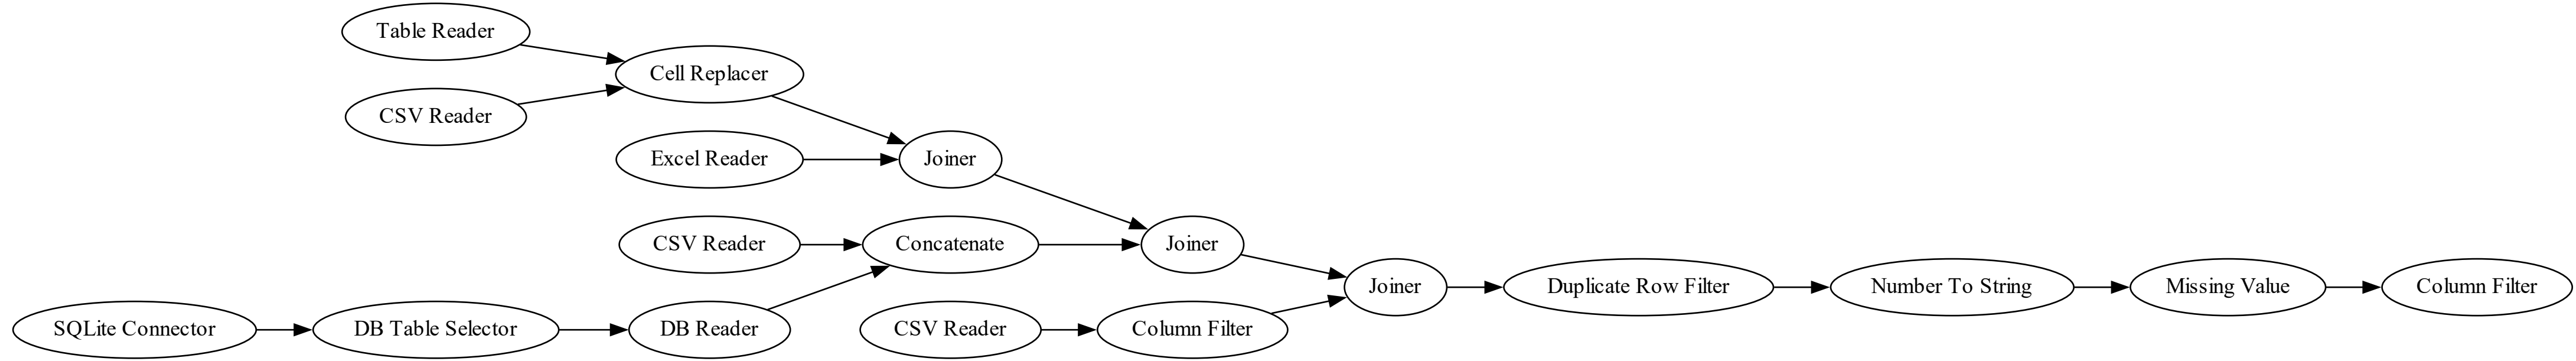 Table Reader
Cell Replacer
CSV Reader
Excel Reader
Joiner
CSV Reader
Concatenate
Joiner
SQLite Connector
DB Table Selector
DB Reader
CSV Reader
Column Filter
Joiner
Duplicate Row Filter
Number To String
Missing Value
Column Filter